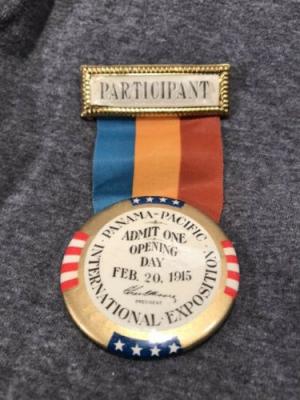 PARTICIPANT
· PANAMA-PACIFIC ·
INTERNATIONAL · EXPOSITION
ADMIT ONE
OPENING
DAY
FEB. 20, 1915
PRESIDENT